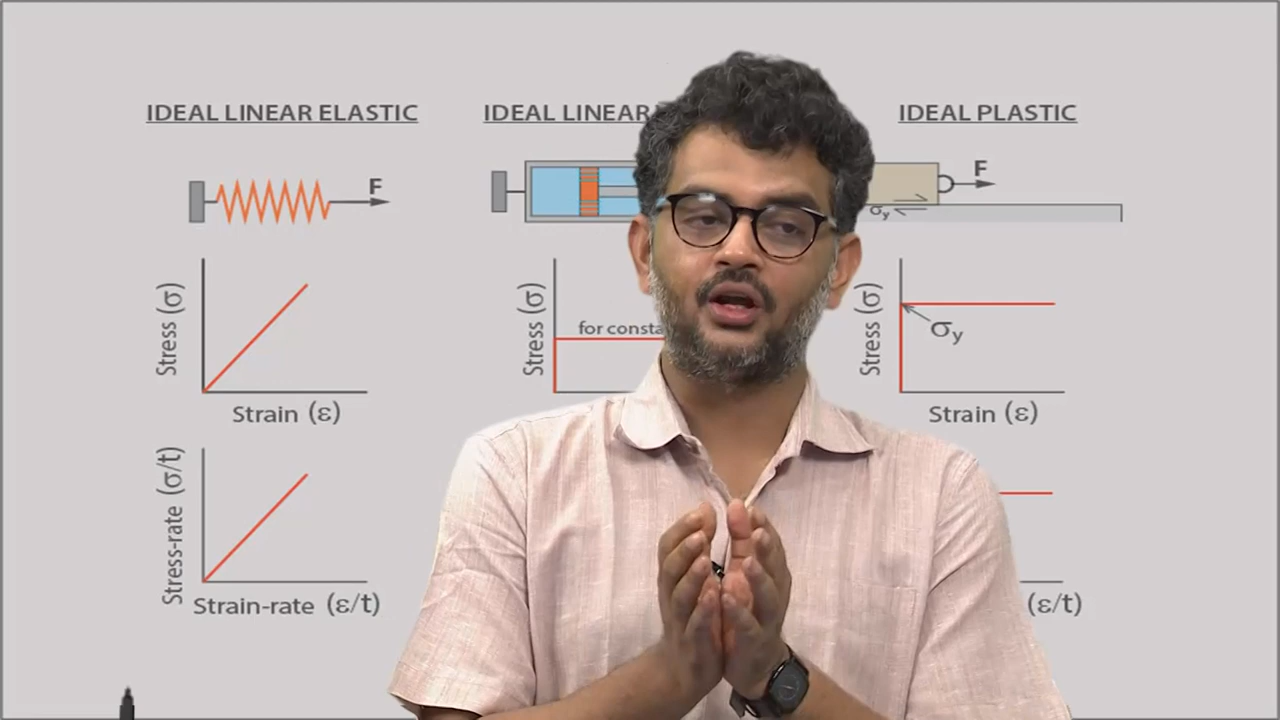 IDEAL LINEAR ELASTIC
F
Stress (σ)
Strain (ε)
Stress-rate (σ/t)
Strain-rate (ε/t)
IDEAL LINEAR
for consta
Stress (σ)
IDEAL PLASTIC
F
σy
Stress (σ)
σy
Strain (ε)
(ε/t)